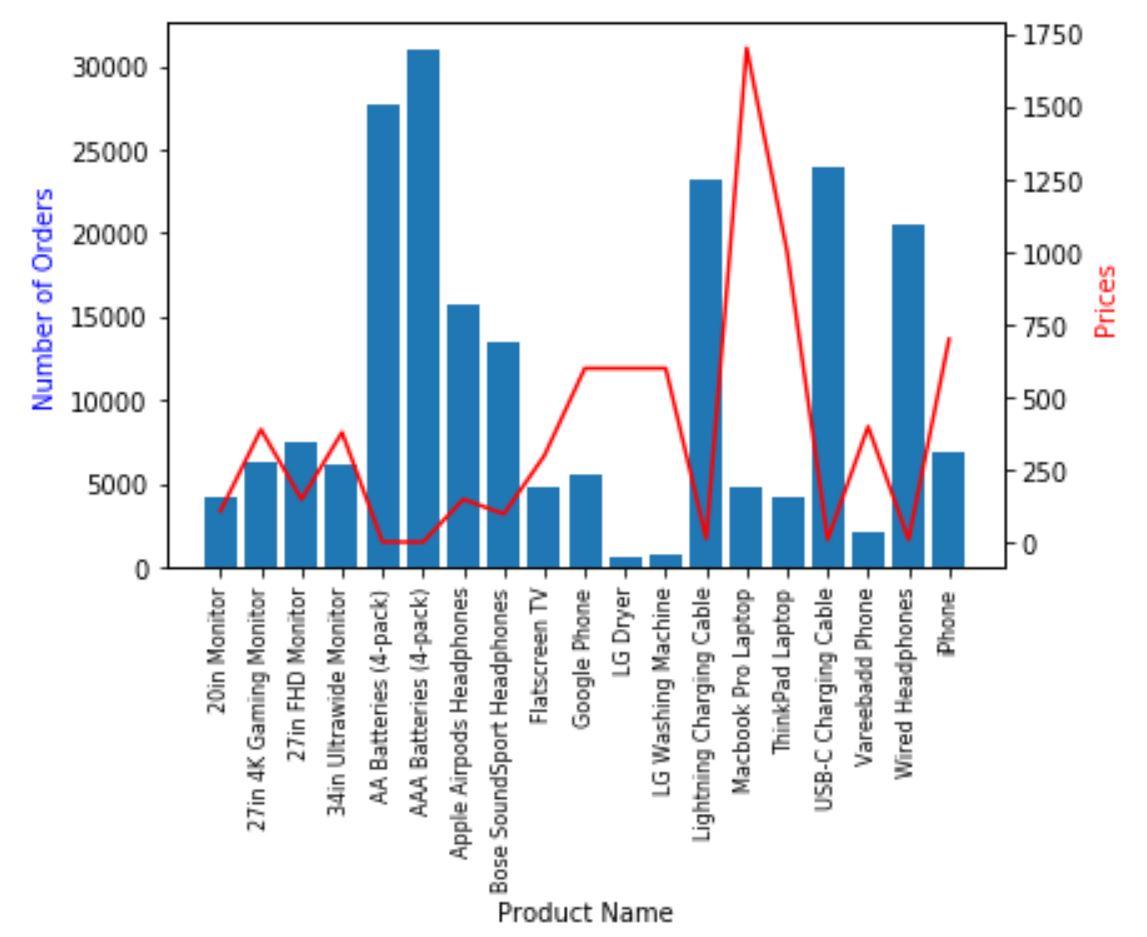 30000
25000
20000
15000
10000
5000
0
Number of Orders
1750
1500
1250
1000
750
500
250
0
Prices
20in Monitor
27in 4K Gaming Monitor
27in FHD Monitor
34in Ultrawide Monitor
AA Batteries (4-pack)
AAA Batteries (4-pack)
Apple Airpods Headphones
Bose SoundSport Headphones
Flatscreen TV
Google Phone
LG Dryer
LG Washing Machine
Lightning Charging Cable
Macbook Pro Laptop
ThinkPad Laptop
USB-C Charging Cable
Vareebadd Phone
Wired Headphones
iPhone
Product Name